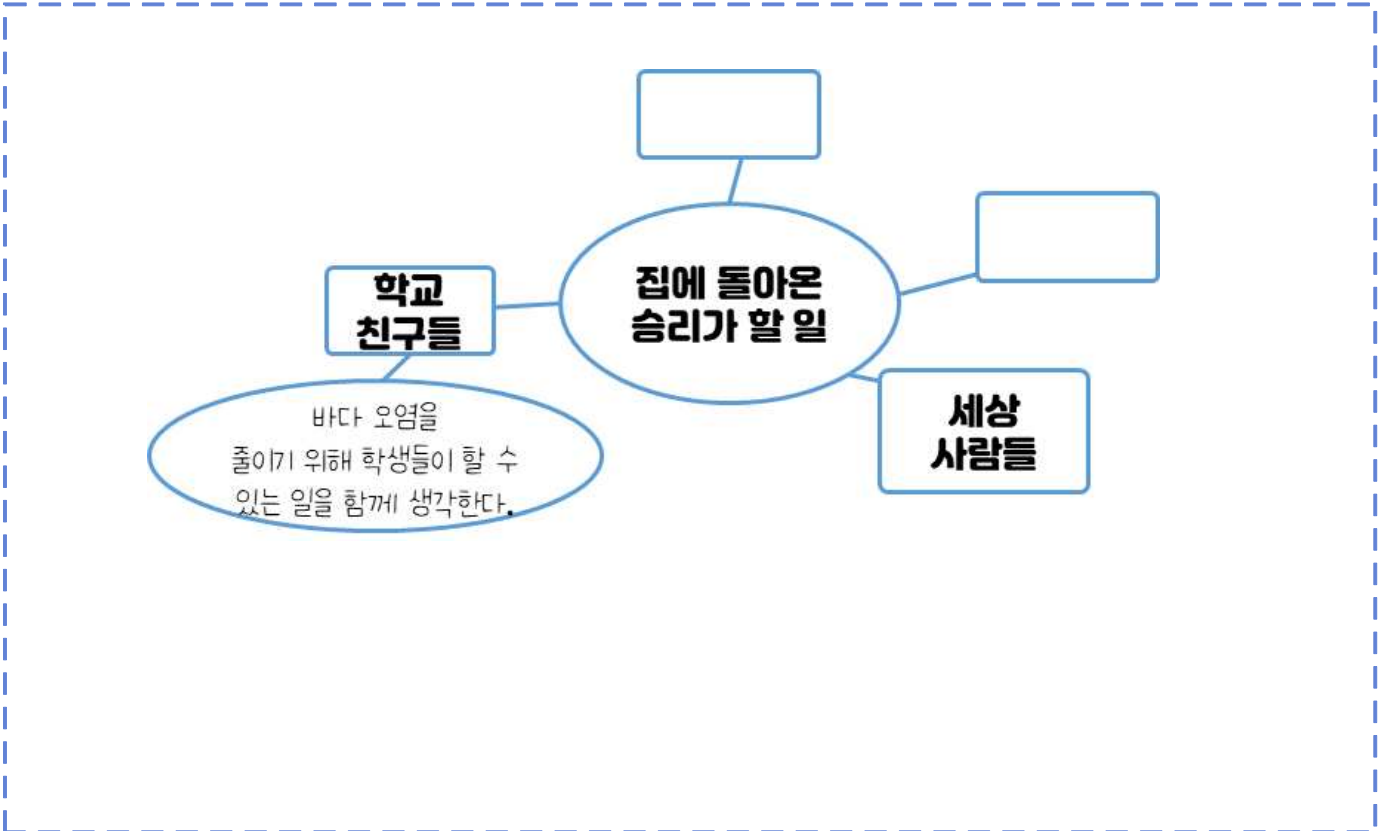 집에 돌아온
승리가 할 일
학교
친구들
바다 오염을
줄이기 위해 학생들이 할 수
있는 일을 함께 생각한다.
세상
사람들